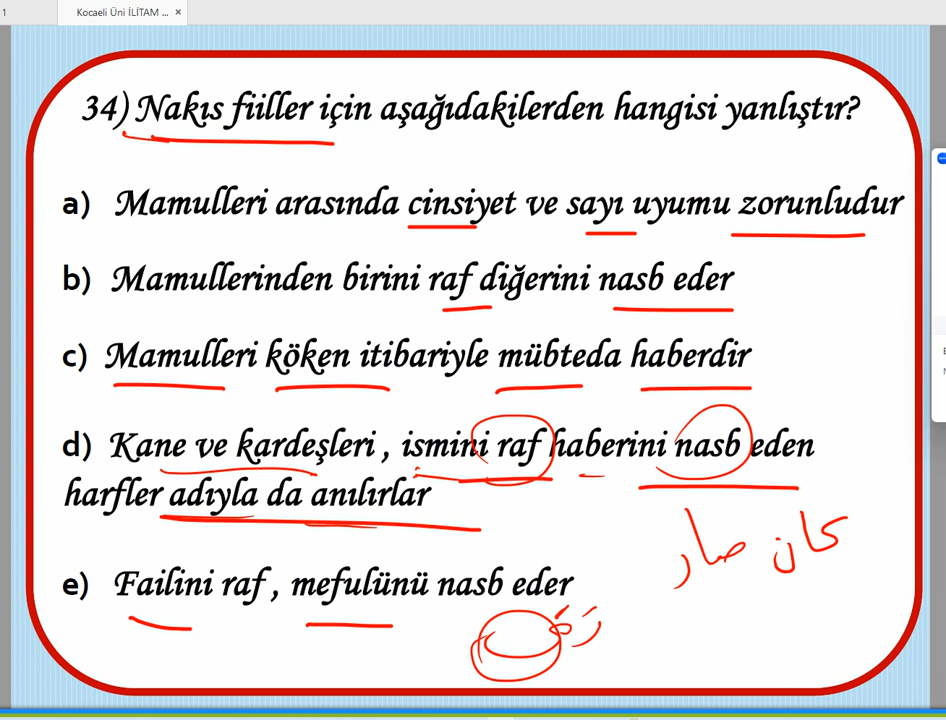 1
Kocaeli Üni İLİTAM ... ×
34) Nakıs fiiller için aşağıdakilerden hangisi yanlıştır?
a) Mamulleri arasında cinsiyet ve sayı uyumu zorunludur
b) Mamullerinden birini raf diğerini nasb eder
c) Mamulleri köken itibariyle mübteda haberdir
d) Kane ve kardeşleri , ismini raf haberini nasb eden
harfler adıyla da anılırlar
كان صار
e) Failini raf , mefulünü nasb eder